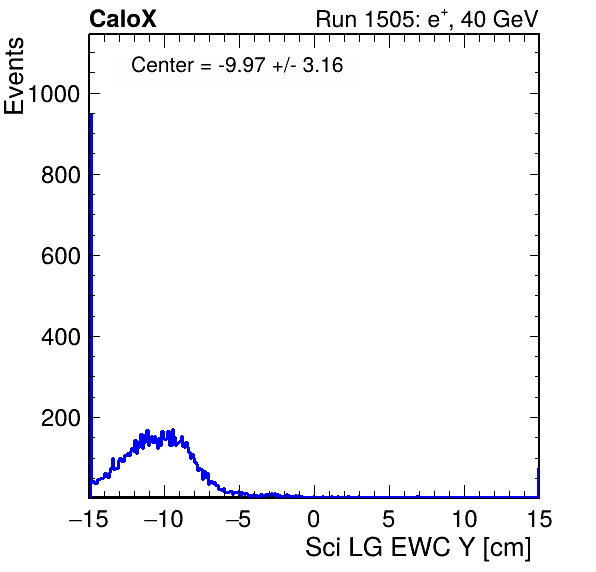 CaloX
Run 1505: e+, 40 GeV
Center = -9.97 +/- 3.16
Events
1000
800
600
400
200
−15 −10 −5 0 5 10 15
Sci LG EWC Y [cm]